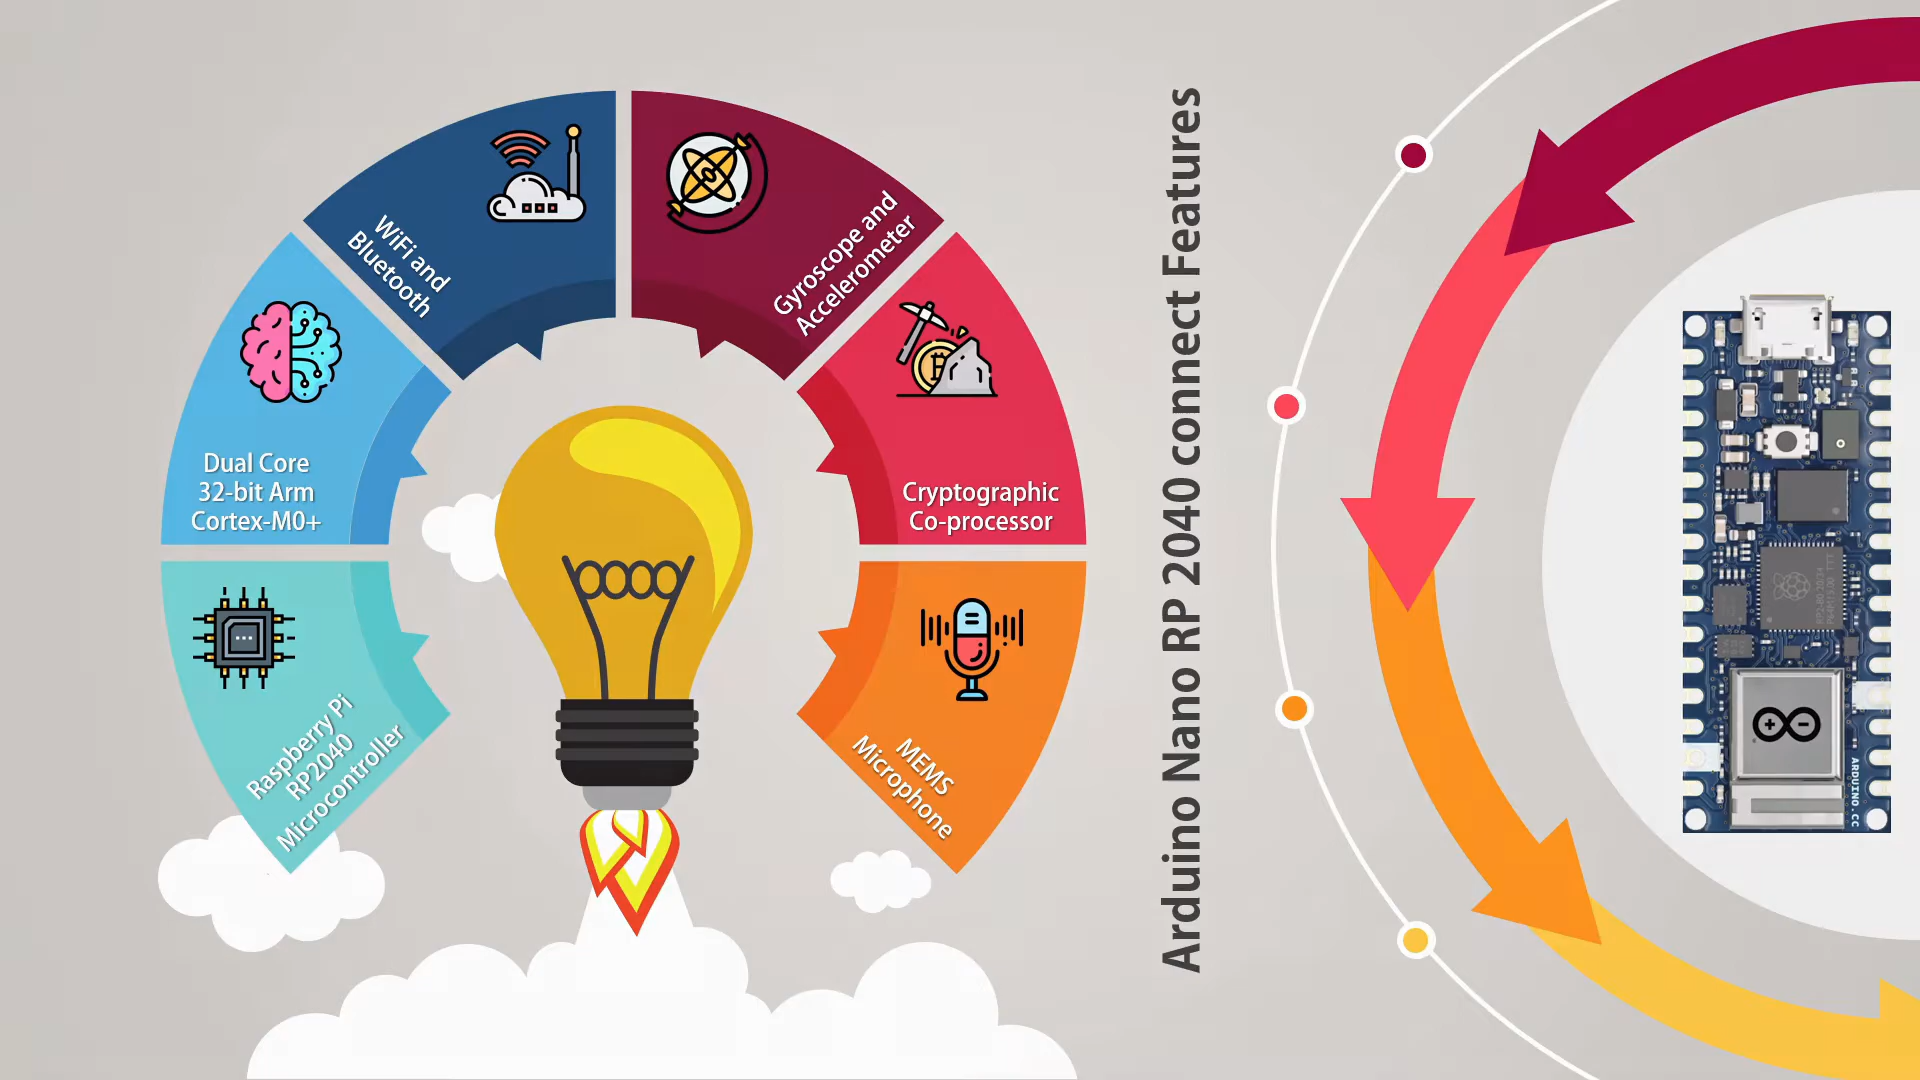 WiFi and
Bluetooth
Gyroscope and
Accelerometer
Dual Core
32-bit Arm
Cortex-M0+
Cryptographic
Co-processor
Raspberry Pi
RP2040
Microcontroller
MEMS
Microphone
Arduino Nano RP 2040 connect Features
ARDUINO.CC